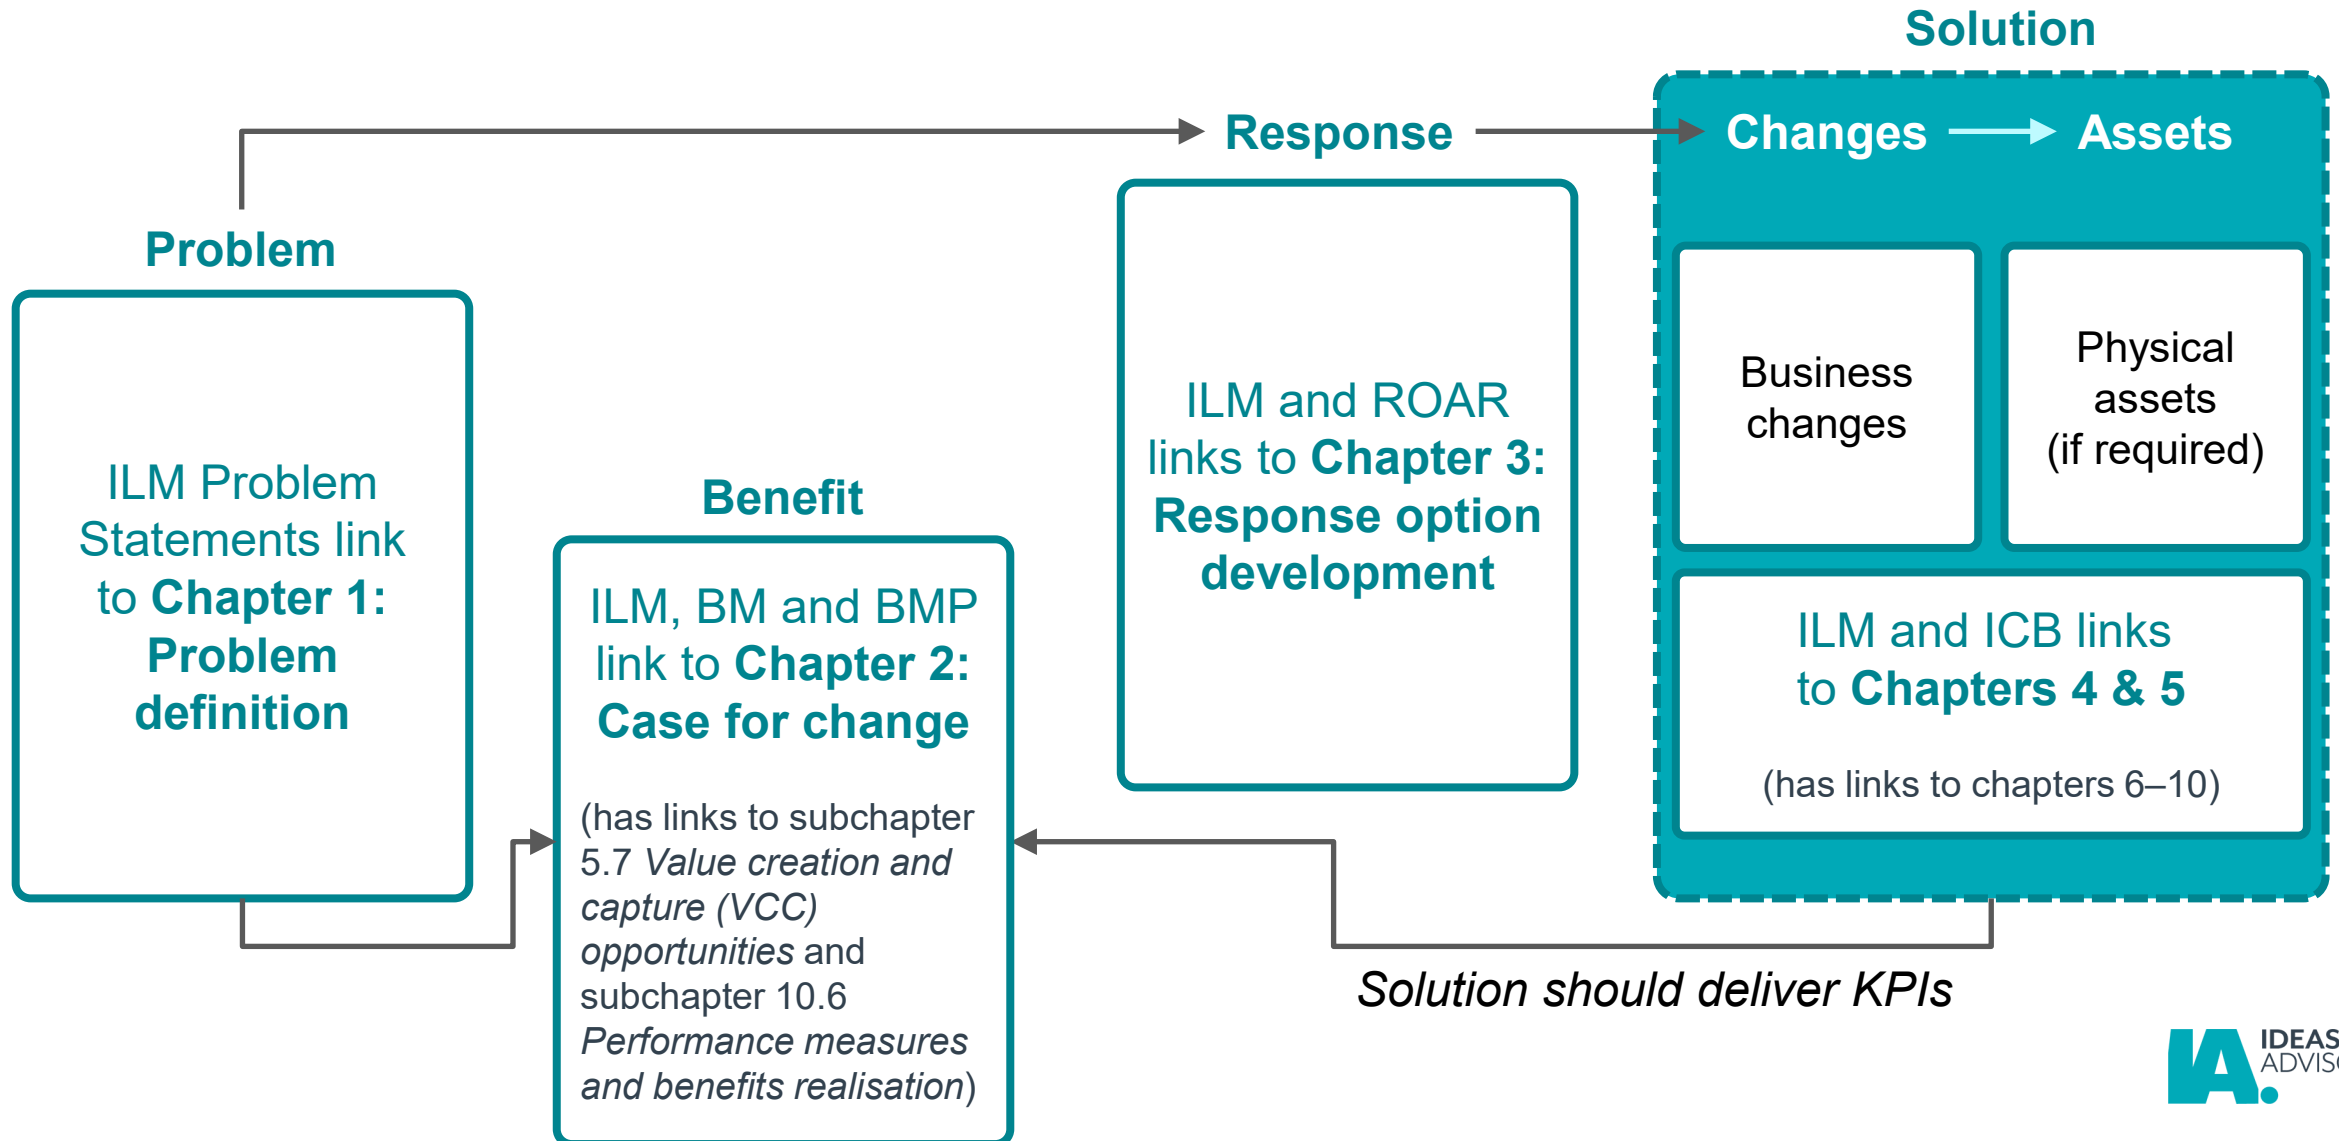 Problem
ILM Problem
Statements link
to Chapter 1:
Problem
definition
Benefit
ILM, BM and BMP
link to Chapter 2:
Case for change
(has links to subchapter
5.7 Value creation and
capture (VCC)
opportunities and
subchapter 10.6
Performance measures
and benefits realisation)
Response
ILM and ROAR
links to Chapter 3:
Response option
development
Solution
Changes
Assets
Business
changes
Physical
assets
(if required)
ILM and ICB links
to Chapters 4 & 5
(has links to chapters 6–10)
Solution should deliver KPIs
IA.
IDEAS